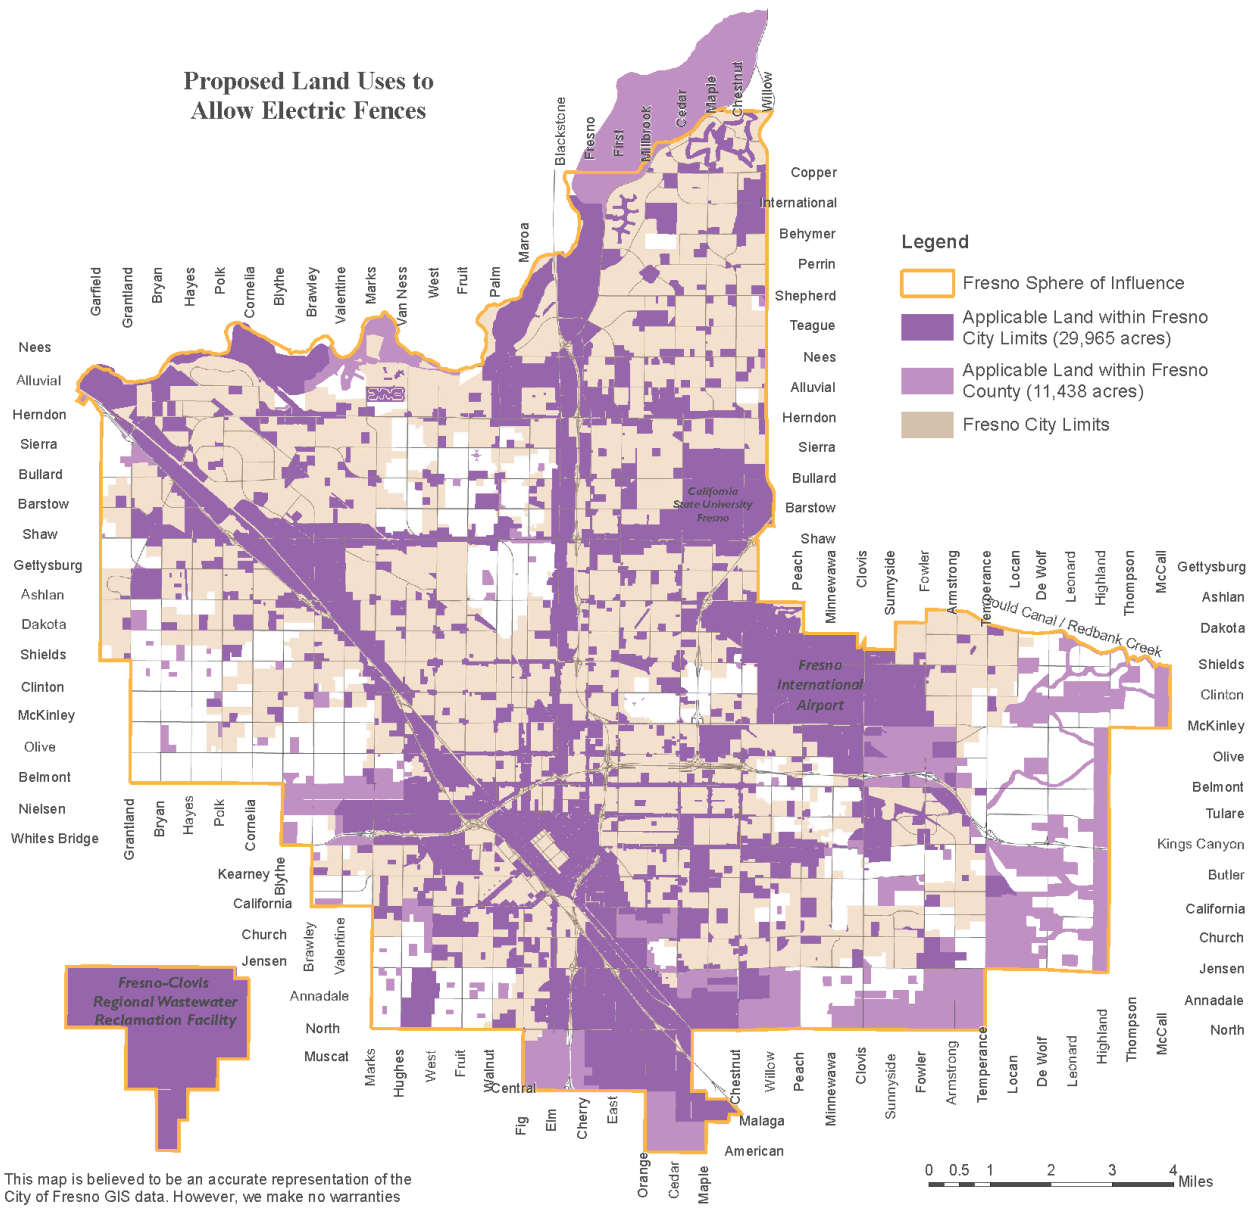 Proposed Land Uses to
Allow Electric Fences
Blackstone
Fresno
First
Millbrook
Cedar
Maple
Chestnut
Willow
Maroa
Garfield
Grantland
Bryan
Hayes
Polk
Cornelia
Blythe
Brawley
Valentine
Marks
Van Ness
West
Fruit
Palm
Copper
International
Behymer
Perrin
Shepherd
Teague
Nees
Alluvial
Herndon
Sierra
Bullard
Barstow
Shaw
Legend
Fresno Sphere of Influence
Applicable Land within Fresno
City Limits (29,965 acres)
Applicable Land within Fresno
County (11,438 acres)
Fresno City Limits
Nees
Alluvial
Herndon
Sierra
Bullard
Barstow
Shaw
Gettysburg
Ashlan
Dakota
Shields
Clinton
McKinley
Olive
Belmont
Nielsen
Whites Bridge
California
State University
Fresno
Peach
Minnewawa
Clovis
Sunnyside
Fowler
Armstrong
Temperance
Locan
De Wolf
Leonard
Highland
Thompson
McCall
Gould Canal / Redbank Creek
Fresno
International
Airport
Gettysburg
Ashlan
Dakota
Shields
Clinton
McKinley
Olive
Belmont
Tulare
Kings Canyon
Butler
California
Church
Jensen
Annadale
North
Grantland
Bryan
Hayes
Polk
Cornelia
Blythe
Kearney
California
Church
Jensen
Annadale
North
Muscat
Brawley
Valentine
Fresno-Clovis
Regional Wastewater
Reclamation Facility
Marks
Hughes
West
Fruit
Walnut
Central
Fig
Elm
Cherry
East
Orange
Cedar
Maple
Chestnut
Willow
Peach
Minnewawa
Clovis
Sunnyside
Fowler
Armstrong
Temperance
Locan
De Wolf
Leonard
Highland
Thompson
McCall
Malaga
American
0 0.5 1 2 3 4
Miles
This map is believed to be an accurate representation of the
City of Fresno GIS data. However, we make no warranties